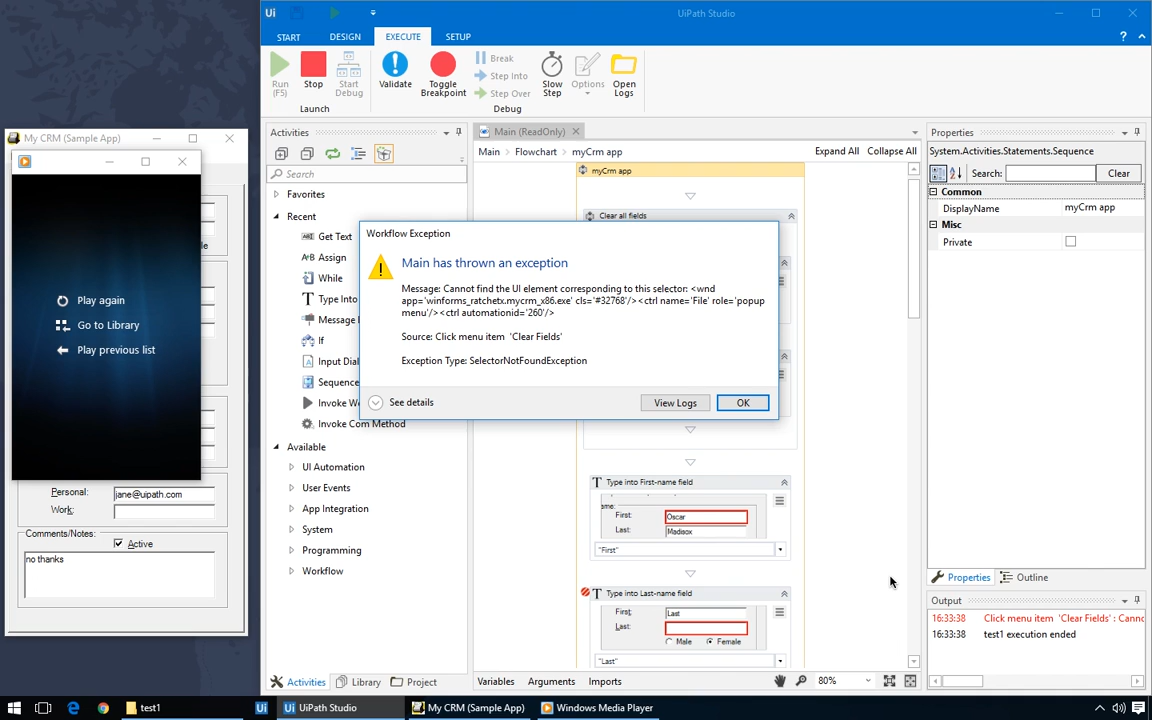 My CRM (Sample App)
Play again
Go to Library
Play previous list
Personal:
jane@uipath.com
Work:
Comments/Notes:
Active
no thanks
Ui
UiPath Studio
START
DESIGN
EXECUTE
SETUP
?
Run
(F5)
Stop
Start
Debug
Launch
Validate
Toggle
Breakpoint
Break
Step Into
Step Over
Debug
Slow
Step
Options
Open
Logs
Activities
Search
Favorites
Recent
Get Text
Assign
While
Type Into
Message
If
Input Dial
Sequence
Invoke Wo
Invoke Com Method
Available
UI Automation
User Events
App Integration
System
Programming
Workflow
Activities
Library
Project
Main (ReadOnly)
Main
Flowchart
myCrm app
Expand All
Collapse All
myCrm app
Clear all fields
Workflow Exception
Main has thrown an exception
Message: Cannot find the UI element corresponding to this selector: <wnd
app='winforms_ratchetx.mycrm_x86.exe' cls='#32768'/><ctrl name='File' role='popup
menu'/><ctrl automationid='260'/>
Source: Click menu item 'Clear Fields'
Exception Type: SelectorNotFoundException
See details
View Logs
OK
Type into First-name field
First:
Oscar
Last:
Madisox
"First"
Type into Last-name field
First:
Last
Last:
Male
Female
"Last"
Variables
Arguments
Imports
80%
Properties
System.Activities.Statements.Sequence
Search:
Clear
Common
DisplayName
myCrm app
Misc
Private
Properties
Outline
Output
16:33:38
Click menu item 'Clear Fields' : Canno
16:33:38
test1 execution ended
test1
Ui
Ui
UiPath Studio
My CRM (Sample App)
Windows Media Player